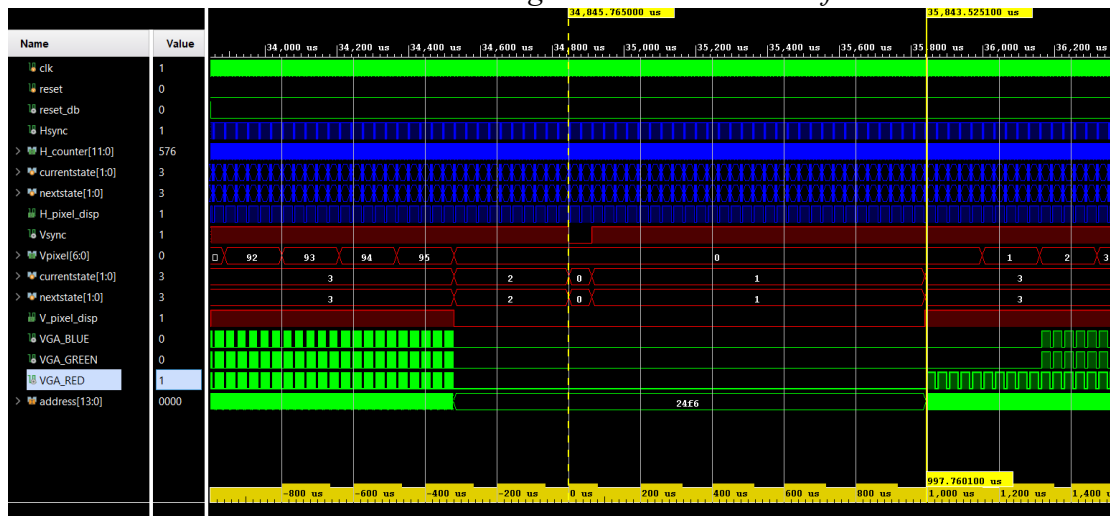 34,845.765000 us 35,843.525100 us
Name Value
34,000 us 34,200 us 34,400 us 34,600 us 34,800 us 35,000 us 35,200 us 35,400 us 35,600 us 35,800 us 36,000 us 36,200 us
clk 1
reset 0
reset_db 0
Hsync 1
H_counter[11:0] 576
currentstate[1:0] 3
nextstate[1:0] 3
H_pixel_disp 1
Vsync 1
Vpixel[6:0] 0 92 93 94 95 0 1 2 3
currentstate[1:0] 3 3 2 0 1 3
nextstate[1:0] 3 3 2 0 1 3
V_pixel_disp 1
VGA_BLUE 0
VGA_GREEN 0
VGA_RED 1
address[13:0] 0000 24f6
997.760100 us
-800 us -600 us -400 us -200 us 0 us 200 us 400 us 600 us 800 us 1,000 us 1,200 us 1,400